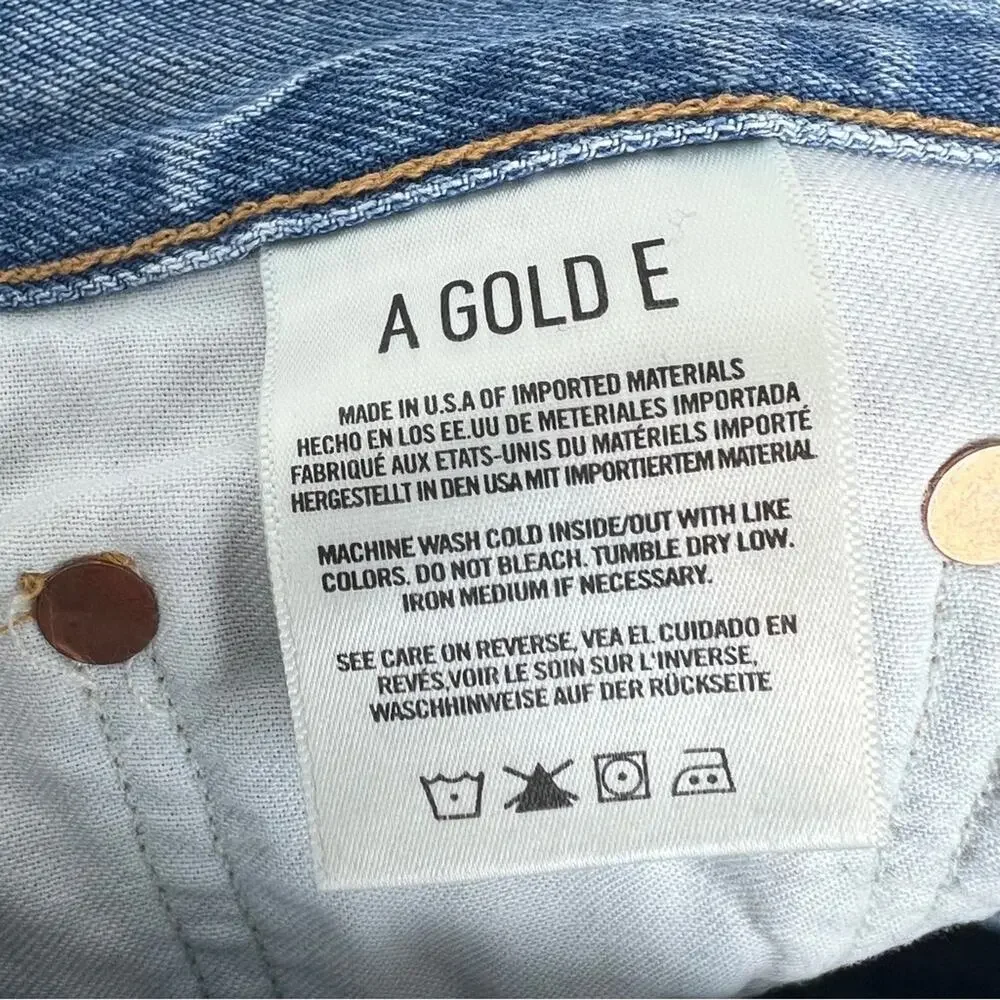 A GOLD E
MADE IN U.S.A OF IMPORTED MATERIALS
HECHO EN LOS EE.UU DE METERIALES IMPORTADA
FABRIQUÉ AUX ETATS-UNIS DU MATÉRIELS IMPORTÉ
HERGESTELLT IN DEN USA MIT IMPORTIERTEM MATERIAL
MACHINE WASH COLD INSIDE/OUT WITH LIKE
COLORS. DO NOT BLEACH. TUMBLE DRY LOW.
IRON MEDIUM IF NECESSARY.
SEE CARE ON REVERSE, VEA EL CUIDADO EN
REVÉS,VOIR LE SOIN SUR L'INVERSE,
WASCHHINWEISE AUF DER RÜCKSEITE